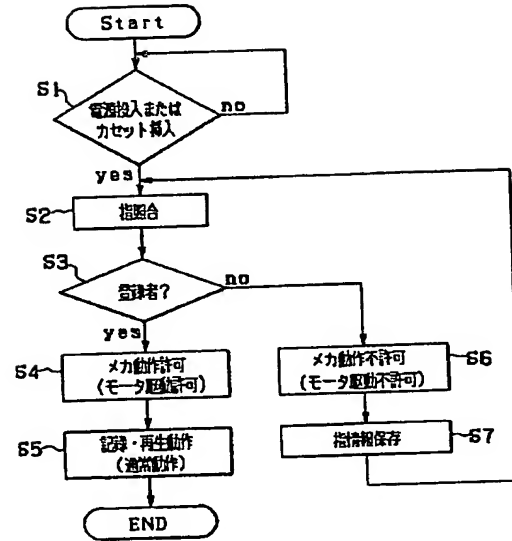 Start
S1
電源投入または
カセット挿入
no
yes
S2
指照合
S3
登録者?
no
yes
S4
メカ動作許可
(モータ駆動許可)
メカ動作不許可
(モータ駆動不許可)
S6
S5
記録・再生動作
(通常動作)
指情報保存
S7
END